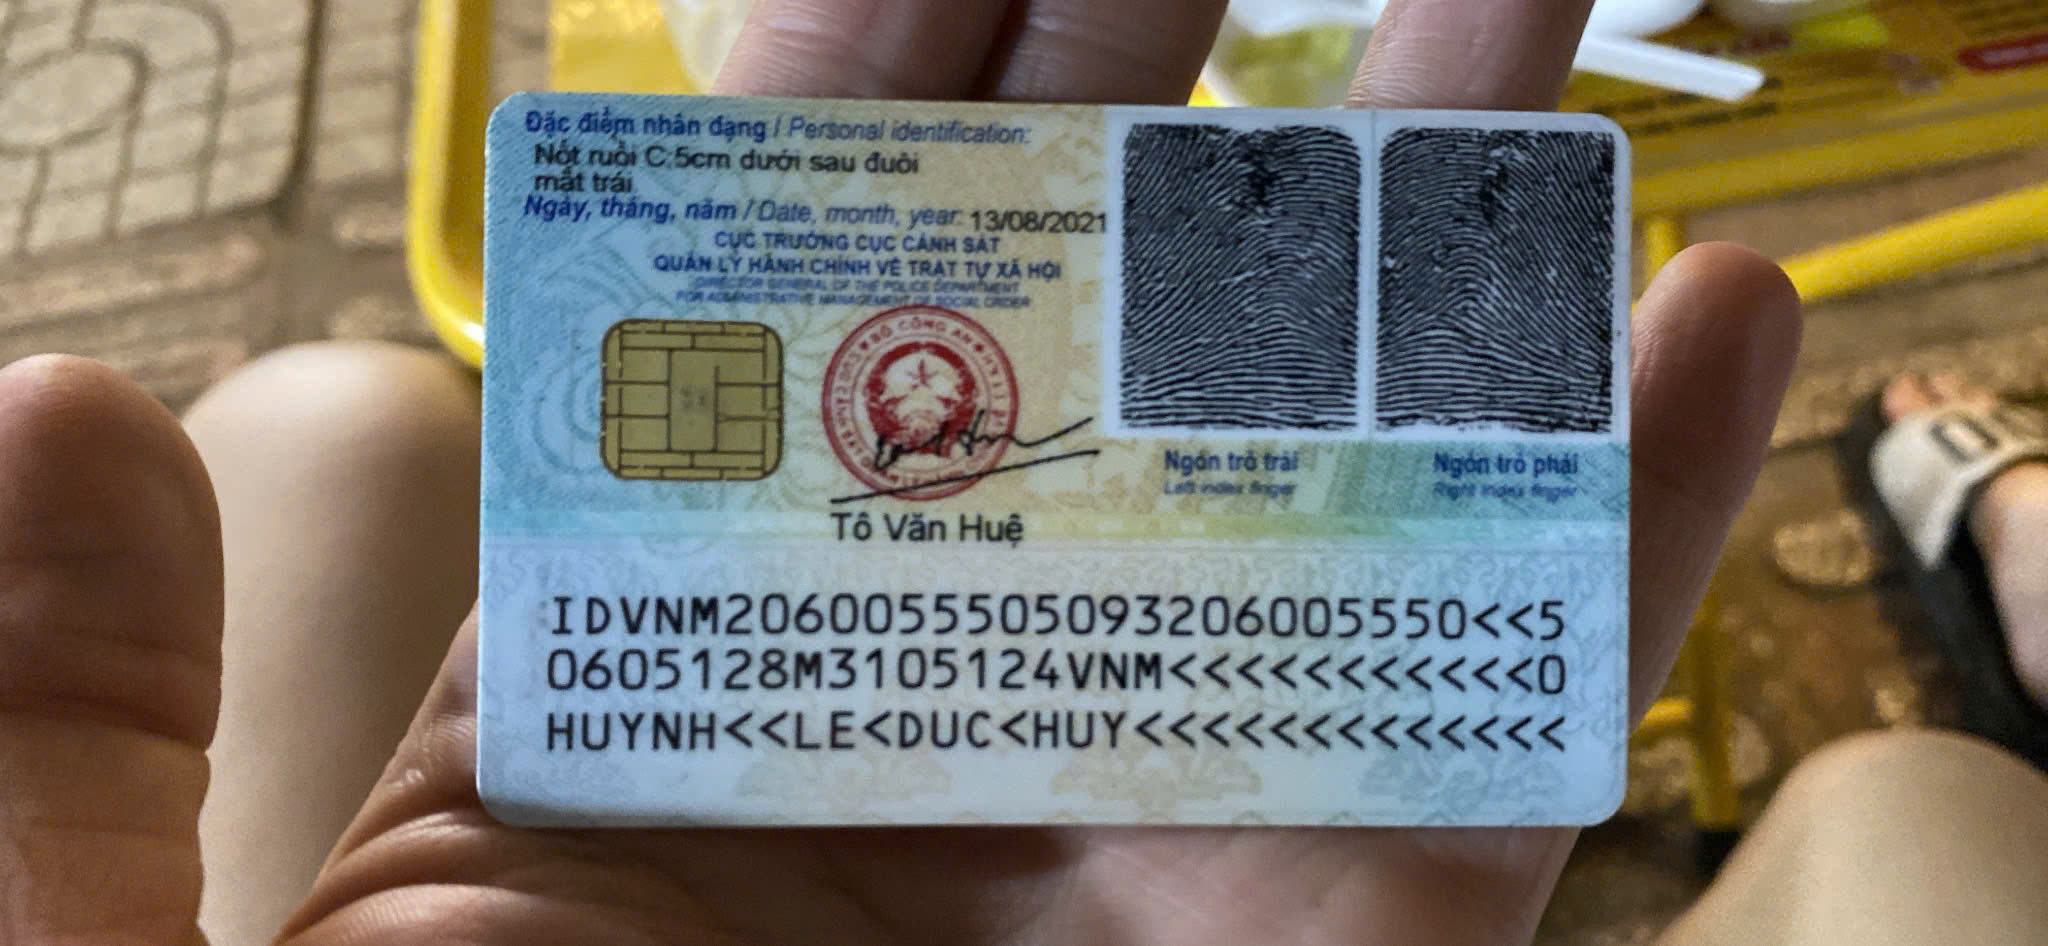 Đặc điểm nhân dạng / Personal identification:
Nốt ruồi C:5cm dưới sau đuôi
mắt trái
Ngày, tháng, năm / Date, month, year: 13/08/2021
CỤC TRƯỞNG CỤC CẢNH SÁT
QUẢN LÝ HÀNH CHÍNH VỀ TRẬT TỰ XÃ HỘI
DIRECTOR GENERAL OF THE POLICE DEPARTMENT
FOR ADMINISTRATIVE MANAGEMENT OF SOCIAL ORDER
BỘ CÔNG AN
Tô Văn Huệ
Ngón trỏ trái
Left index finger
Ngón trỏ phải
Right index finger
IDVNM2060055505093206005550<<5
0605128M3105124VNM<<<<<<<<<<<0
HUYNH<<LE<DUC<HUY<<<<<<<<<<<<<